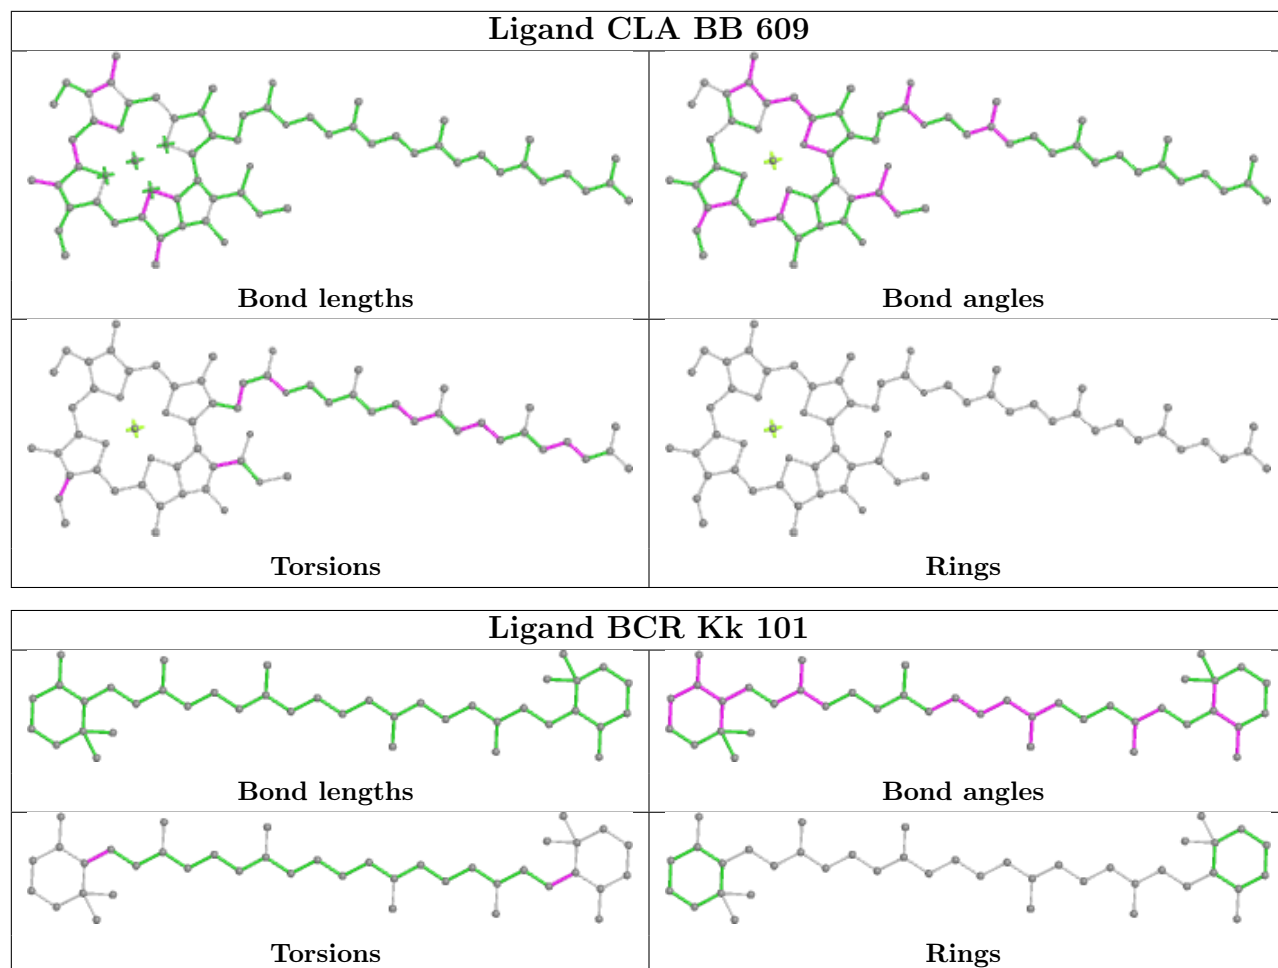 Ligand CLA BB 609
Bond lengths
Bond angles
Torsions
Rings
Ligand BCR Kk 101
Bond lengths
Bond angles
Torsions
Rings